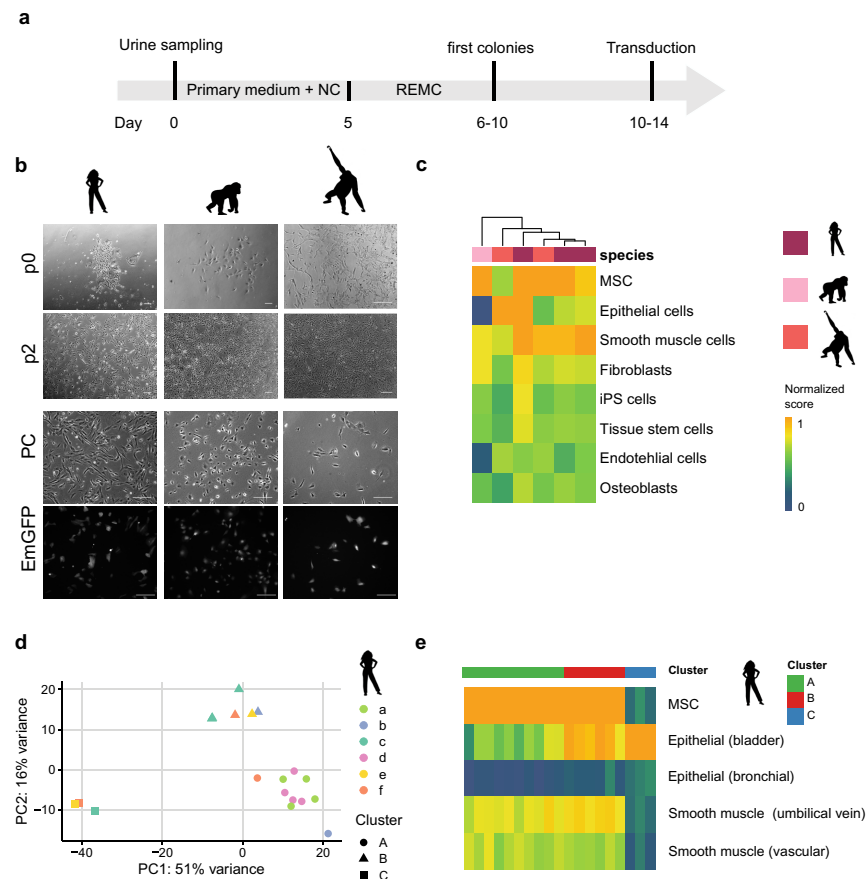 a
Urine sampling
first colonies
Transduction
Primary medium + NC
REMC
Day
0
5
6-10
10-14
b
p0
p2
PC
EmGFP
c
species
MSC
Epithelial cells
Smooth muscle cells
Fibroblasts
iPS cells
Tissue stem cells
Endotehlial cells
Osteoblasts
Normalized
score
1
0
d
20
10
0
−10
−40
−20
0
20
PC2: 16% variance
PC1: 51% variance
a
b
c
d
e
f
Cluster
A
B
C
e
Cluster
MSC
Epithelial (bladder)
Epithelial (bronchial)
Smooth muscle (umbilical vein)
Smooth muscle (vascular)
Cluster
A
B
C